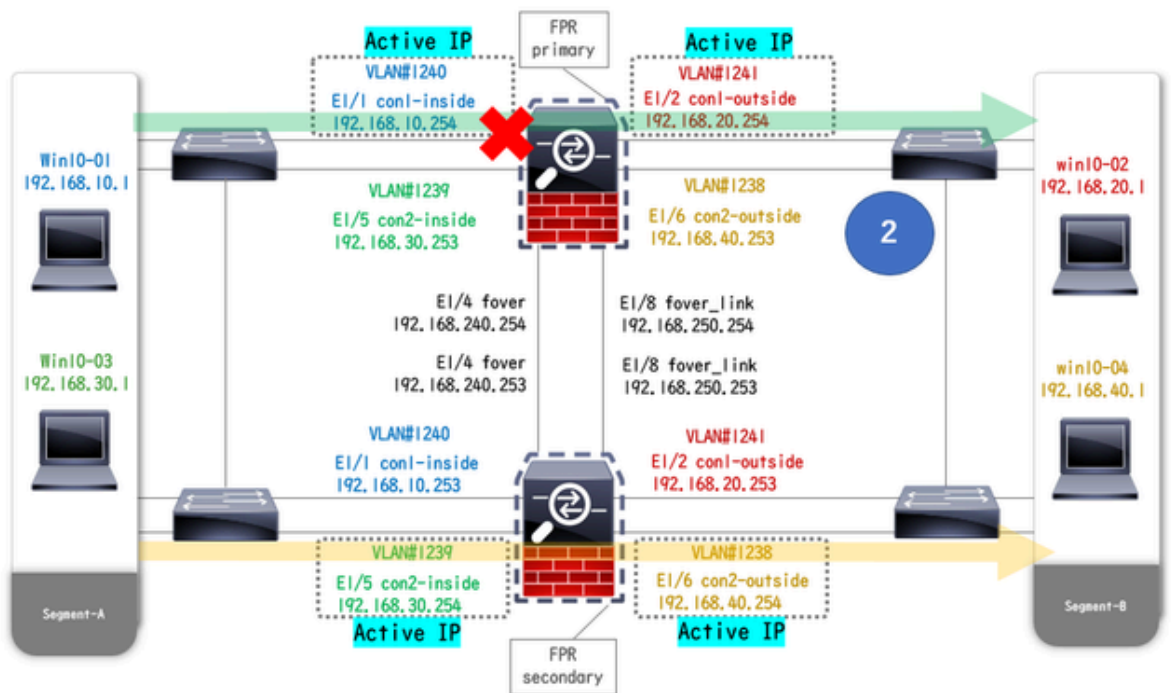 FPR
primary
Active IP
Active IP
VLAN#1240
E1/1 con1-inside
192.168.10.254
VLAN#1241
E1/2 con1-outside
192.168.20.254
Win10-01
192.168.10.1
win10-02
192.168.20.1
VLAN#1239
E1/5 con2-inside
192.168.30.253
VLAN#1238
E1/6 con2-outside
192.168.40.253
2
E1/4 fover
192.168.240.254
E1/8 fover_link
192.168.250.254
Win10-03
192.168.30.1
E1/4 fover
192.168.240.253
E1/8 fover_link
192.168.250.253
win10-04
192.168.40.1
VLAN#1240
E1/1 con1-inside
192.168.10.253
VLAN#1241
E1/2 con1-outside
192.168.20.253
VLAN#1239
E1/5 con2-inside
192.168.30.254
VLAN#1238
E1/6 con2-outside
192.168.40.254
Active IP
Active IP
Segment-A
Segment-B
FPR
secondary